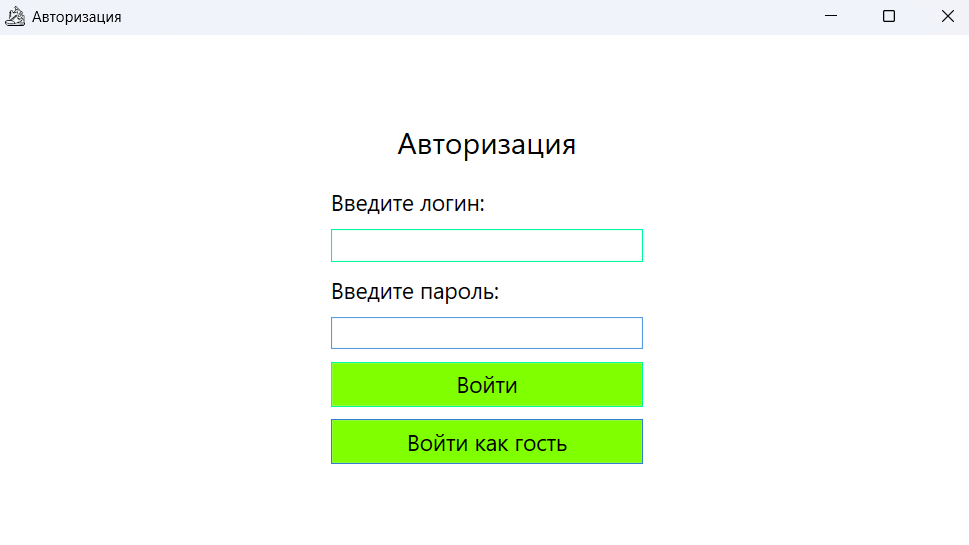 Авторизация
Авторизация
Введите логин:
Введите пароль:
Войти
Войти как гость